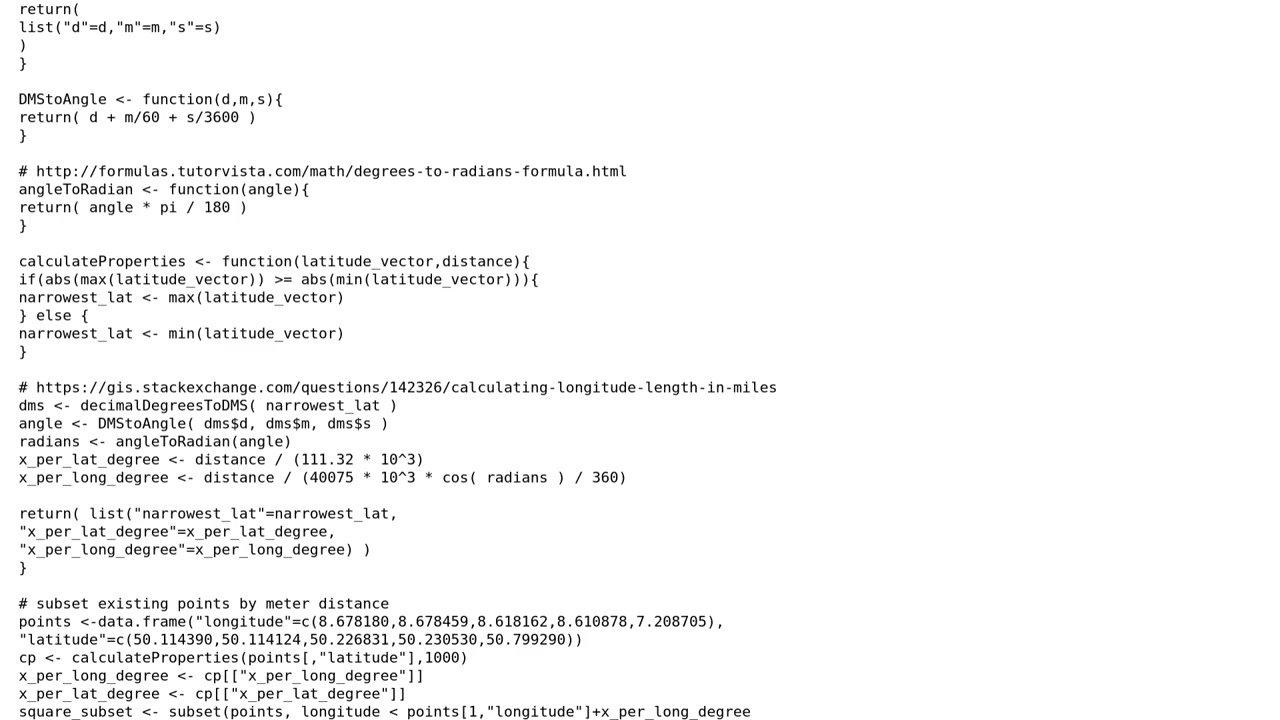 return(
list("d"=d,"m"=m,"s"=s)
)
}
DMStoAngle <- function(d,m,s){
return( d + m/60 + s/3600 )
}
# http://formulas.tutorvista.com/math/degrees-to-radians-formula.html
angleToRadian <- function(angle){
return( angle * pi / 180 )
}
calculateProperties <- function(latitude_vector,distance){
if(abs(max(latitude_vector)) >= abs(min(latitude_vector))){
narrowest_lat <- max(latitude_vector)
} else {
narrowest_lat <- min(latitude_vector)
}
# https://gis.stackexchange.com/questions/142326/calculating-longitude-length-in-miles
dms <- decimalDegreesToDMS( narrowest_lat )
angle <- DMStoAngle( dms$d, dms$m, dms$s )
radians <- angleToRadian(angle)
x_per_lat_degree <- distance / (111.32 * 10^3)
x_per_long_degree <- distance / (40075 * 10^3 * cos( radians ) / 360)
return( list("narrowest_lat"=narrowest_lat,
"x_per_lat_degree"=x_per_lat_degree,
"x_per_long_degree"=x_per_long_degree) )
}
# subset existing points by meter distance
points <-data.frame("longitude"=c(8.678180,8.678459,8.618162,8.610878,7.208705),
"latitude"=c(50.114390,50.114124,50.226831,50.230530,50.799290))
cp <- calculateProperties(points[,"latitude"],1000)
x_per_long_degree <- cp[["x_per_long_degree"]]
x_per_lat_degree <- cp[["x_per_lat_degree"]]
square_subset <- subset(points, longitude < points[1,"longitude"]+x_per_long_degree